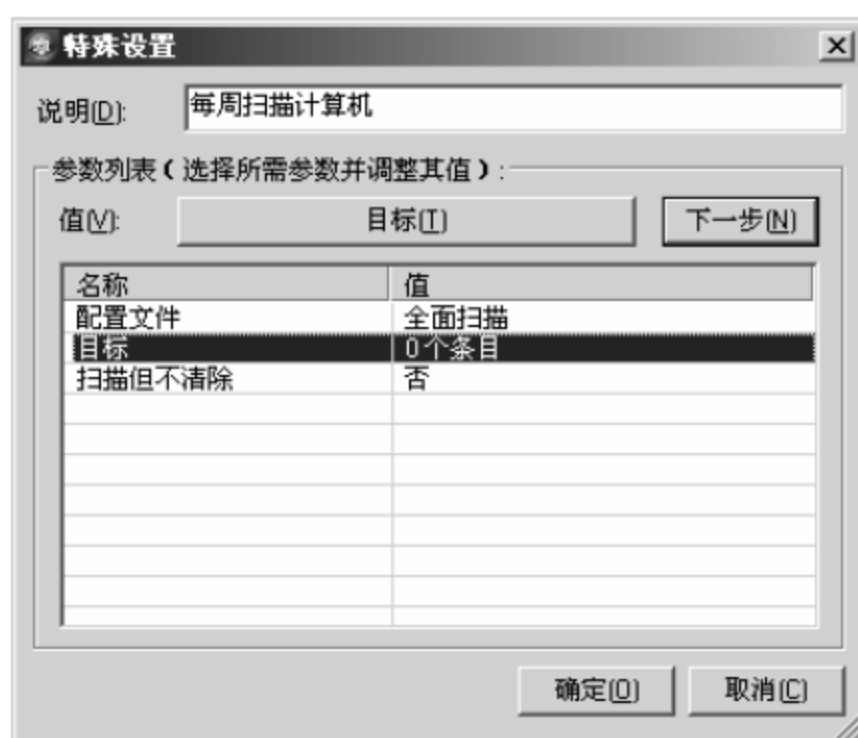 特殊设置
说明(D): 每周扫描计算机
参数列表(选择所需参数并调整其值):
值(V): 目标(T) 下一步(N)
名称 值
配置文件 全面扫描
目标 0个条目
扫描但不清除 否
确定(O) 取消(C)